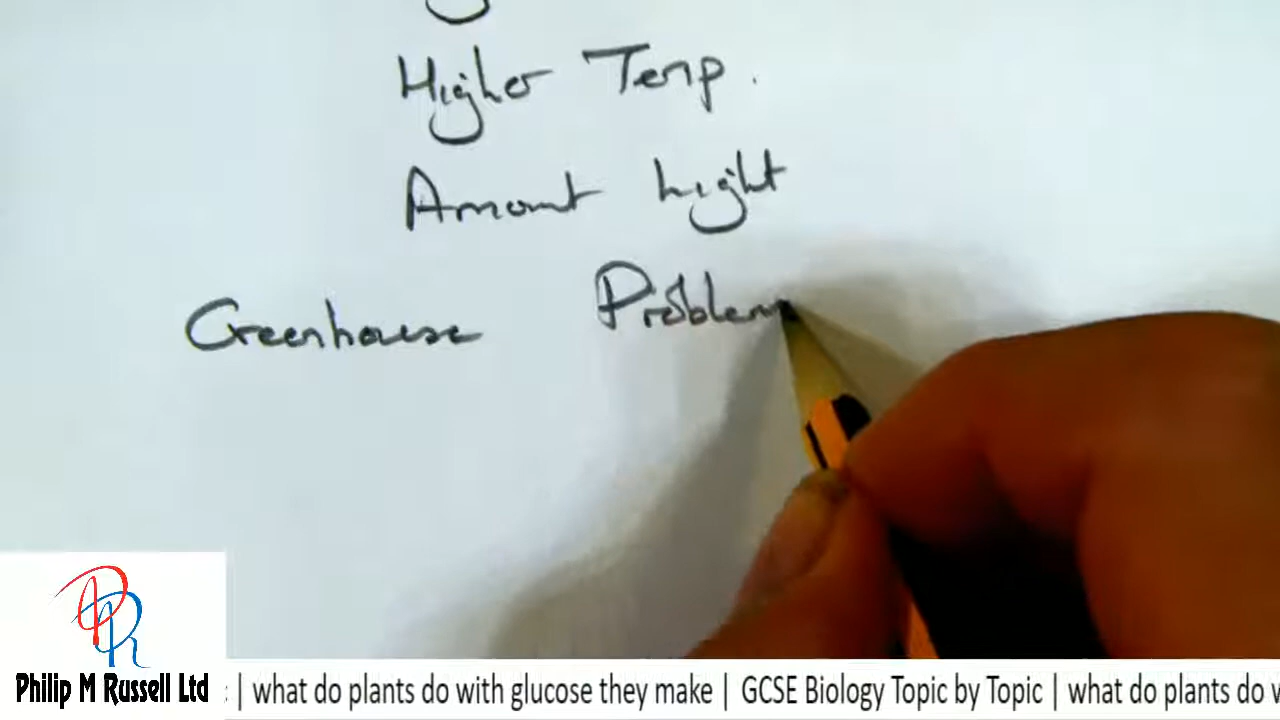 Higher Temp.
Amount Light
Greenhouse Problem
Philip M Russell Ltd
: | what do plants do with glucose they make | GCSE Biology Topic by Topic | what do plants do w